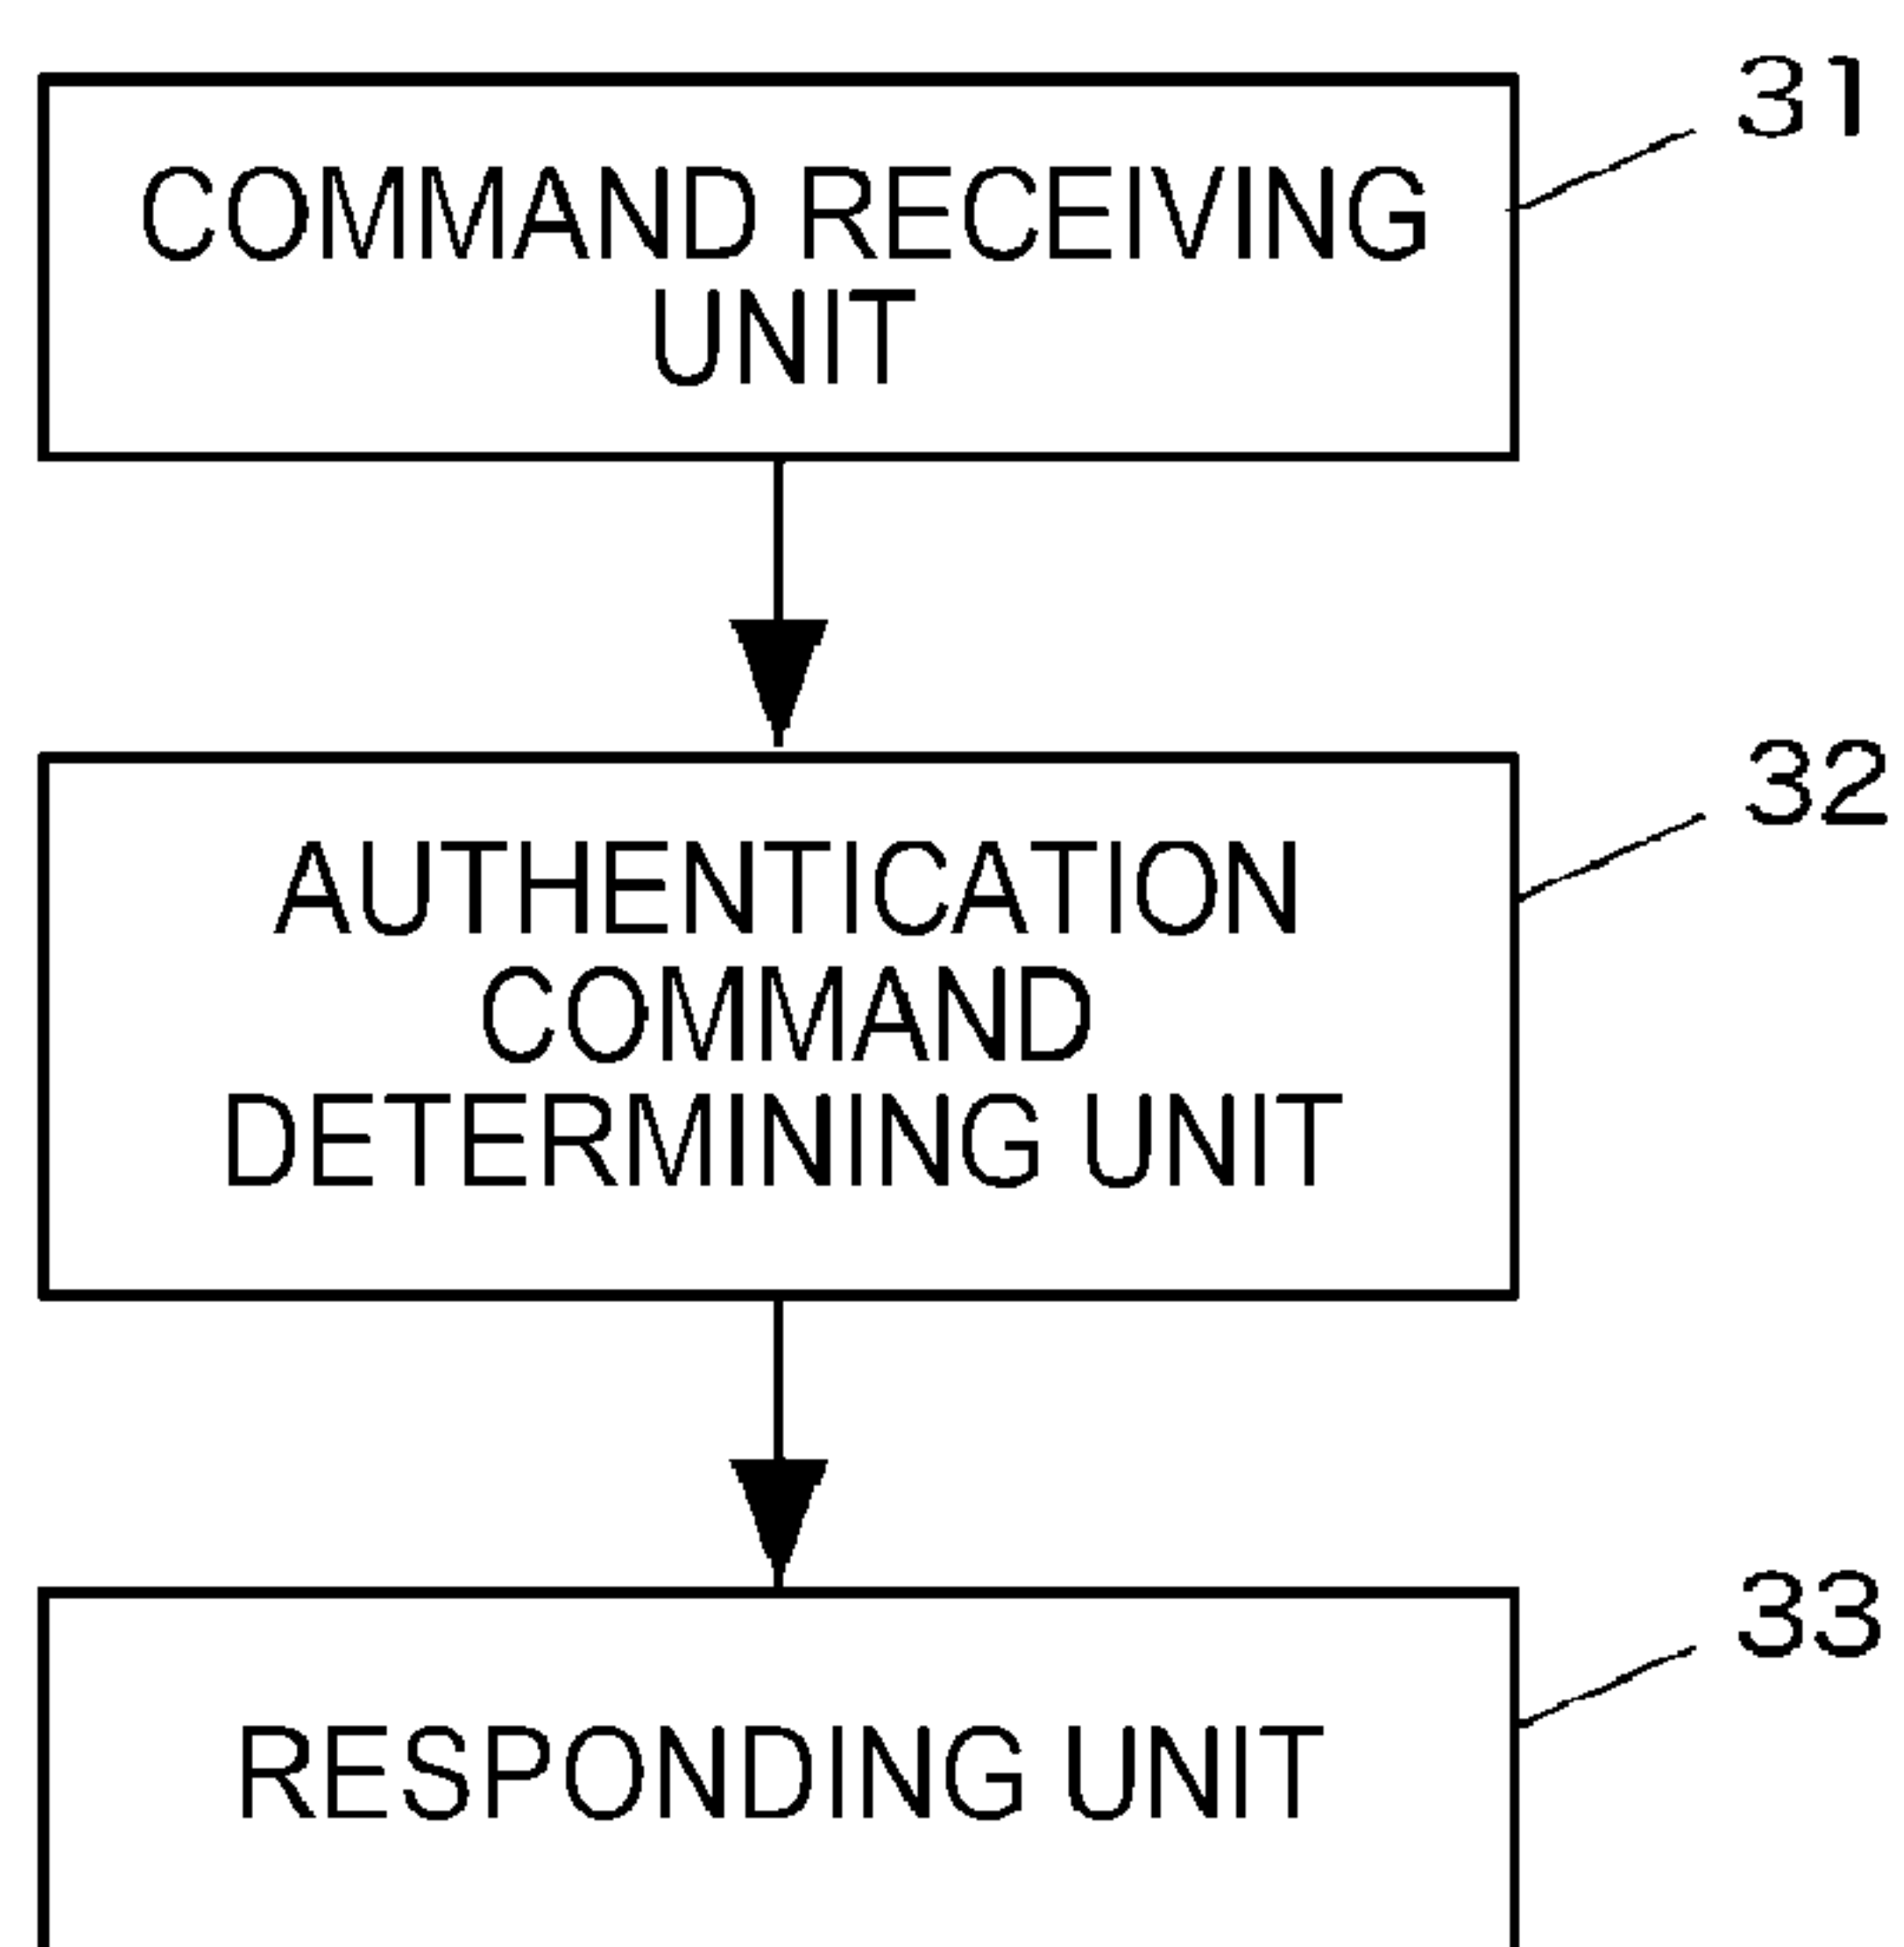 31
COMMAND RECEIVING
UNIT
32
AUTHENTICATION
COMMAND
DETERMINING UNIT
33
RESPONDING UNIT